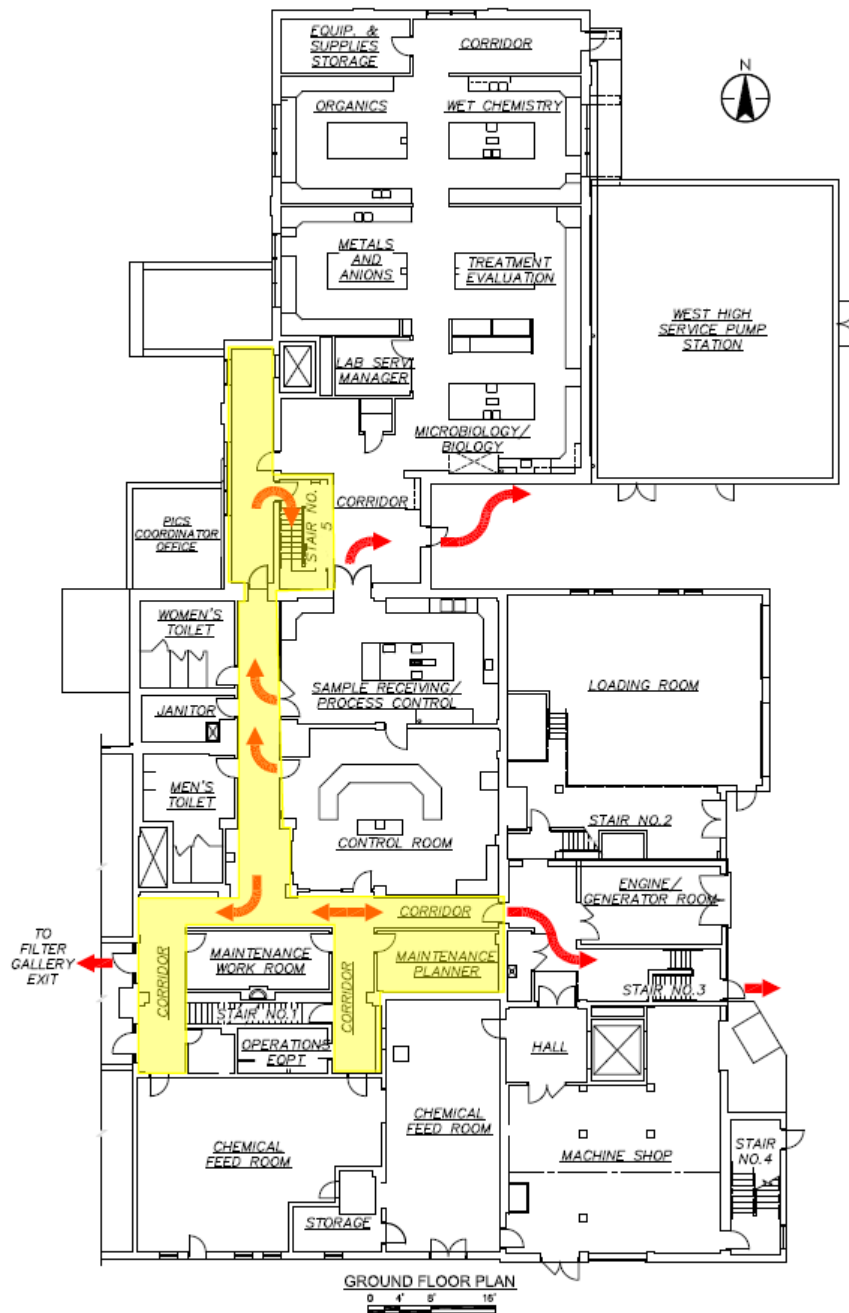 EQUIP. &
SUPPLIES
STORAGE
CORRIDOR
N
ORGANICS
WET CHEMISTRY
METALS
AND
ANIONS
TREATMENT
EVALUATION
WEST HIGH
SERVICE PUMP
STATION
LAB SERV.
MANAGER
MICROBIOLOGY/
BIOLOGY
CORRIDOR
STAIR NO.
5
PICS
COORDINATOR
OFFICE
WOMEN'S
TOILET
SAMPLE RECEIVING/
PROCESS CONTROL
LOADING ROOM
JANITOR
MEN'S
TOILET
CONTROL ROOM
STAIR NO.2
ENGINE/
GENERATOR ROOM
CORRIDOR
TO
FILTER
GALLERY
EXIT
CORRIDOR
MAINTENANCE
WORK ROOM
CORRIDOR
MAINTENANCE
PLANNER
STAIR NO.3
STAIR NO.1
OPERATIONS
EQPT
HALL
CHEMICAL
FEED ROOM
CHEMICAL
FEED ROOM
MACHINE SHOP
STAIR
NO.4
STORAGE
GROUND FLOOR PLAN
0 4' 8' 16'